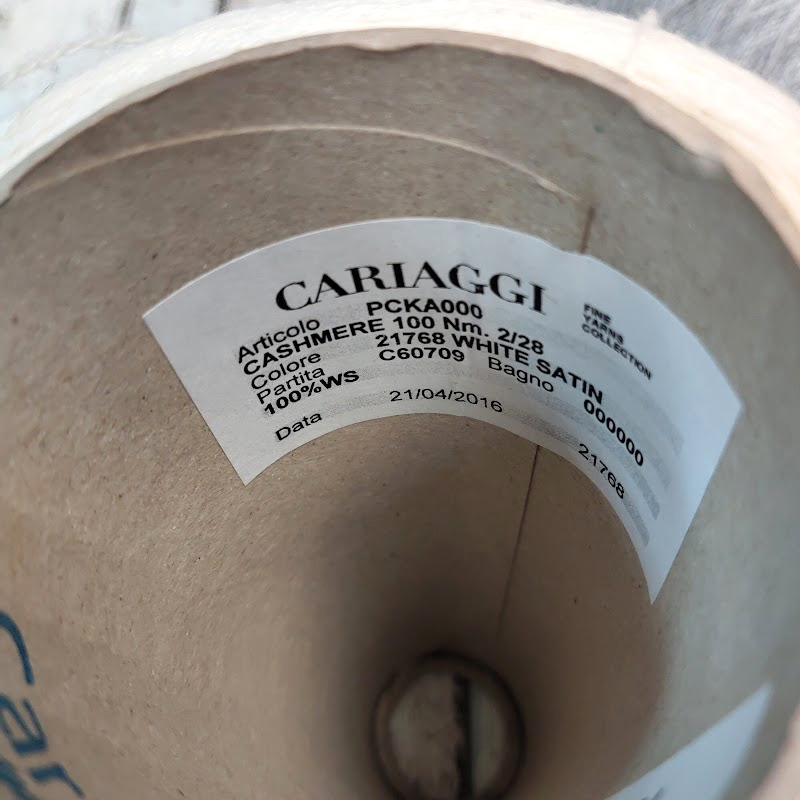 CARIAGGI
FINE
YARNS
COLLECTION
Articolo PCKA000
CASHMERE 100 Nm. 2/28
Colore 21768 WHITE SATIN
Partita C60709 Bagno 000000
100%WS
Data 21/04/2016 21768
Car